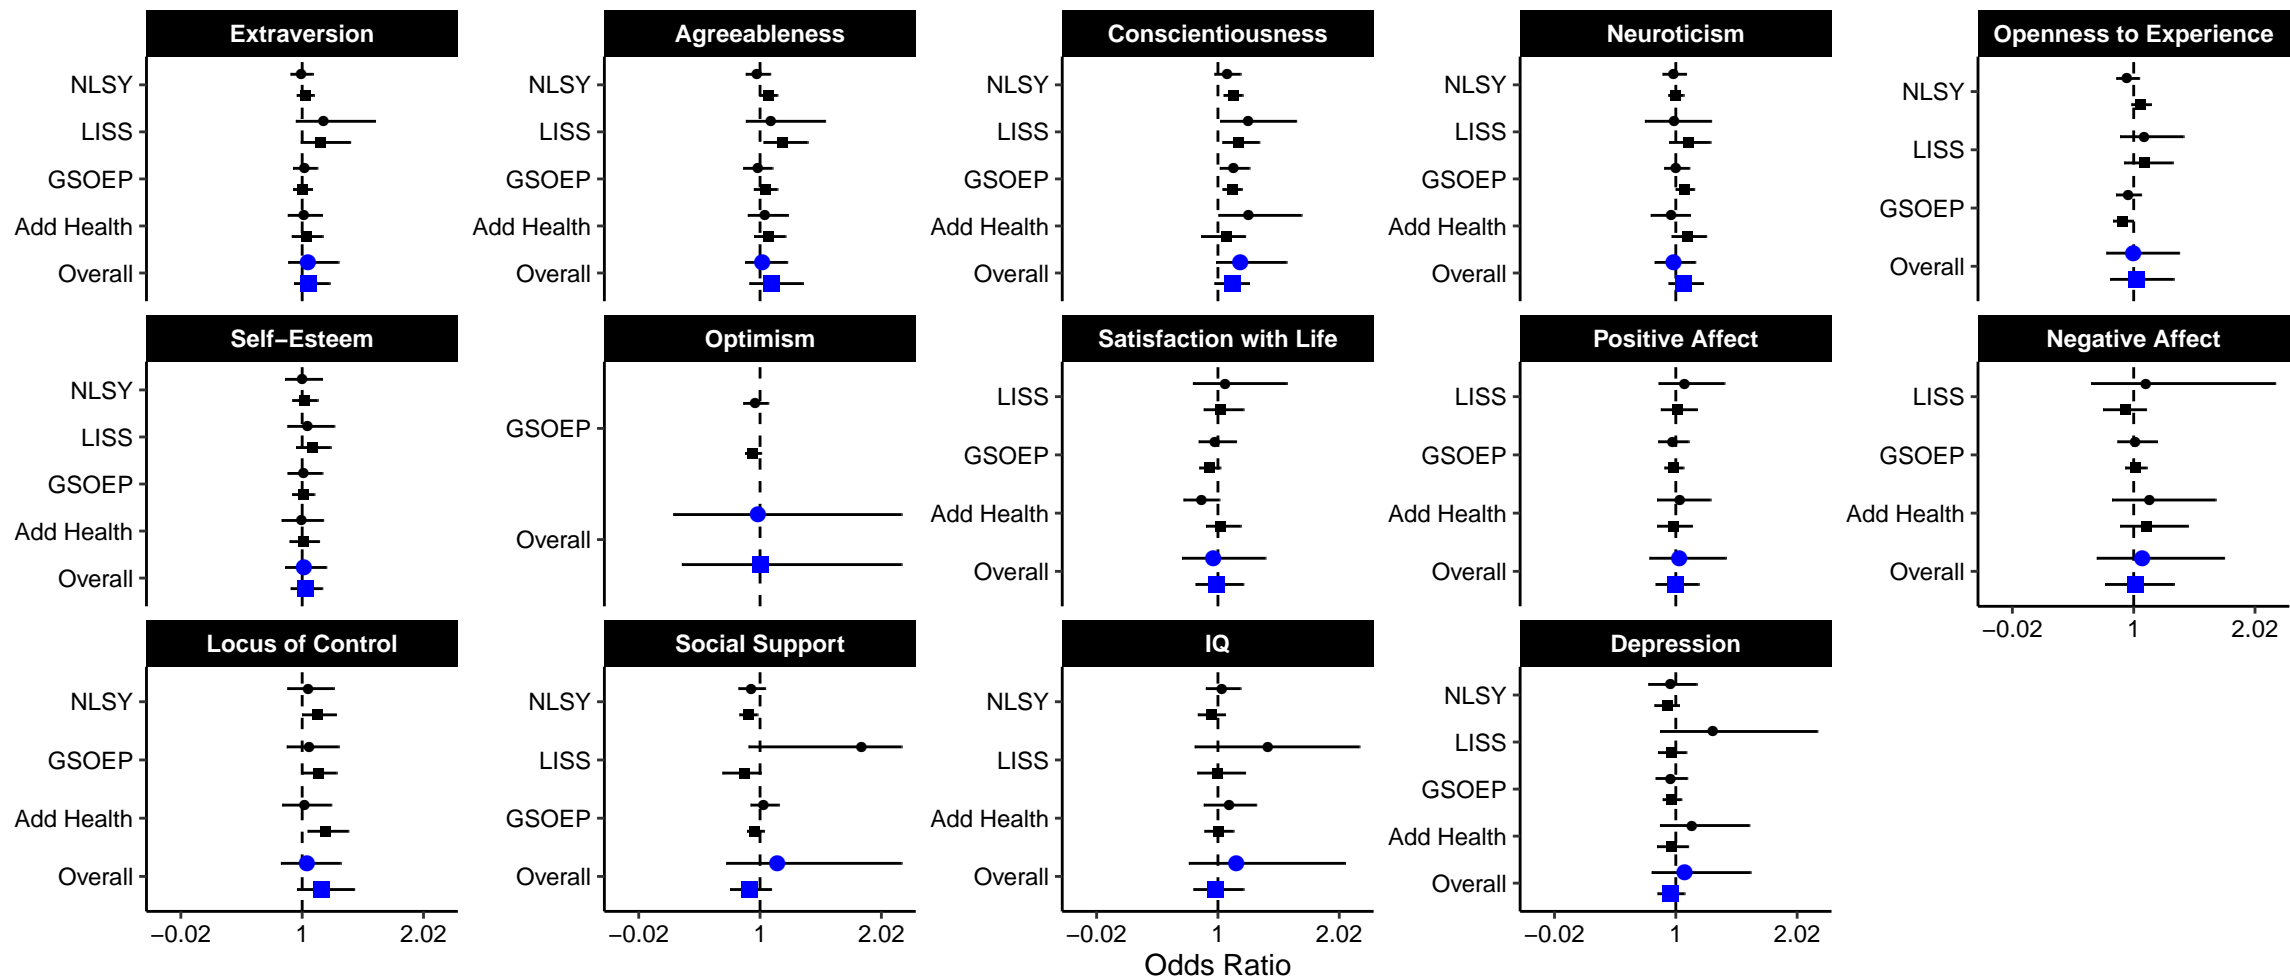 Extraversion
NLSY
LISS
GSOEP
Add Health
Overall
Agreeableness
NLSY
LISS
GSOEP
Add Health
Overall
Conscientiousness
NLSY
LISS
GSOEP
Add Health
Overall
Neuroticism
NLSY
LISS
GSOEP
Add Health
Overall
Openness to Experience
NLSY
LISS
GSOEP
Overall
Self−Esteem
NLSY
LISS
GSOEP
Add Health
Overall
Optimism
GSOEP
Overall
Satisfaction with Life
LISS
GSOEP
Add Health
Overall
Positive Affect
LISS
GSOEP
Add Health
Overall
Negative Affect
LISS
GSOEP
Add Health
Overall
−0.02 1 2.02
Locus of Control
NLSY
GSOEP
Add Health
Overall
−0.02 1 2.02
Social Support
NLSY
LISS
GSOEP
Overall
−0.02 1 2.02
IQ
NLSY
LISS
Add Health
Overall
−0.02 1 2.02
Depression
NLSY
LISS
GSOEP
Add Health
Overall
−0.02 1 2.02
Odds Ratio